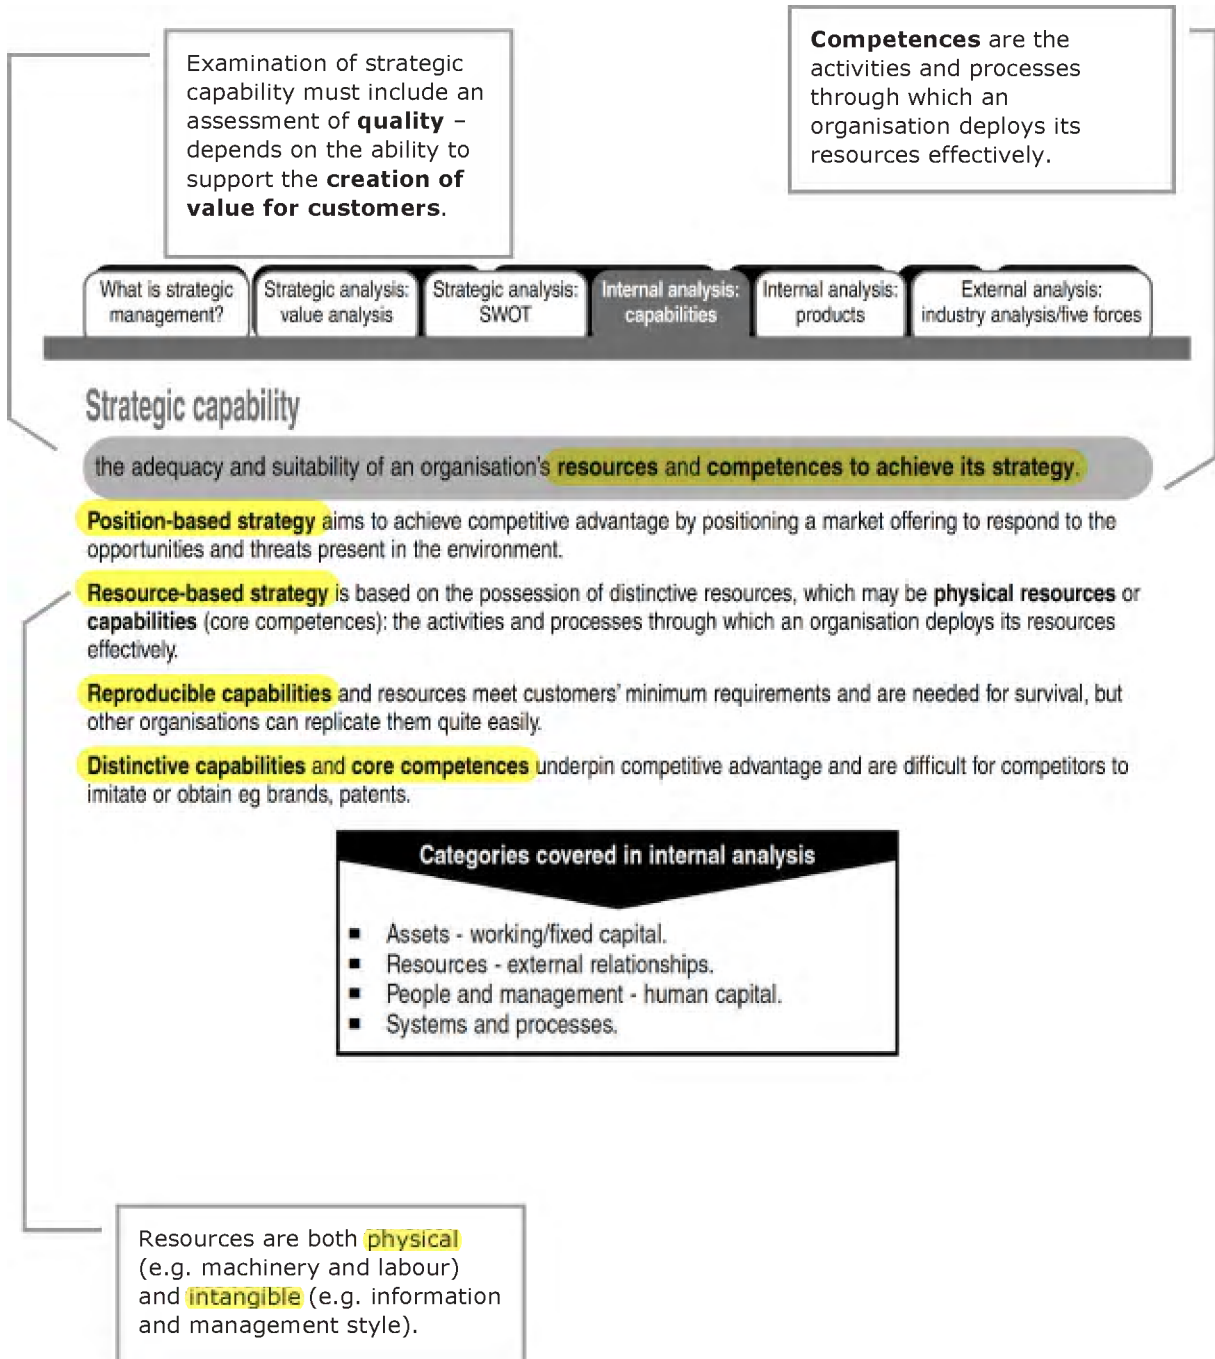 Examination of strategic
capability must include an
assessment of quality –
depends on the ability to
support the creation of
value for customers.
Competences are the
activities and processes
through which an
organisation deploys its
resources effectively.
What is strategic
management?
Strategic analysis:
value analysis
Strategic analysis:
SWOT
Internal analysis:
capabilities
Internal analysis:
products
External analysis:
industry analysis/five forces
Strategic capability
the adequacy and suitability of an organisation's resources and competences to achieve its strategy.
Position-based strategy aims to achieve competitive advantage by positioning a market offering to respond to the
opportunities and threats present in the environment.
Resource-based strategy is based on the possession of distinctive resources, which may be physical resources or
capabilities (core competences): the activities and processes through which an organisation deploys its resources
effectively.
Reproducible capabilities and resources meet customers' minimum requirements and are needed for survival, but
other organisations can replicate them quite easily.
Distinctive capabilities and core competences underpin competitive advantage and are difficult for competitors to
imitate or obtain eg brands, patents.
Categories covered in internal analysis
■ Assets - working/fixed capital.
■ Resources - external relationships.
■ People and management - human capital.
■ Systems and processes.
Resources are both physical
(e.g. machinery and labour)
and intangible (e.g. information
and management style).